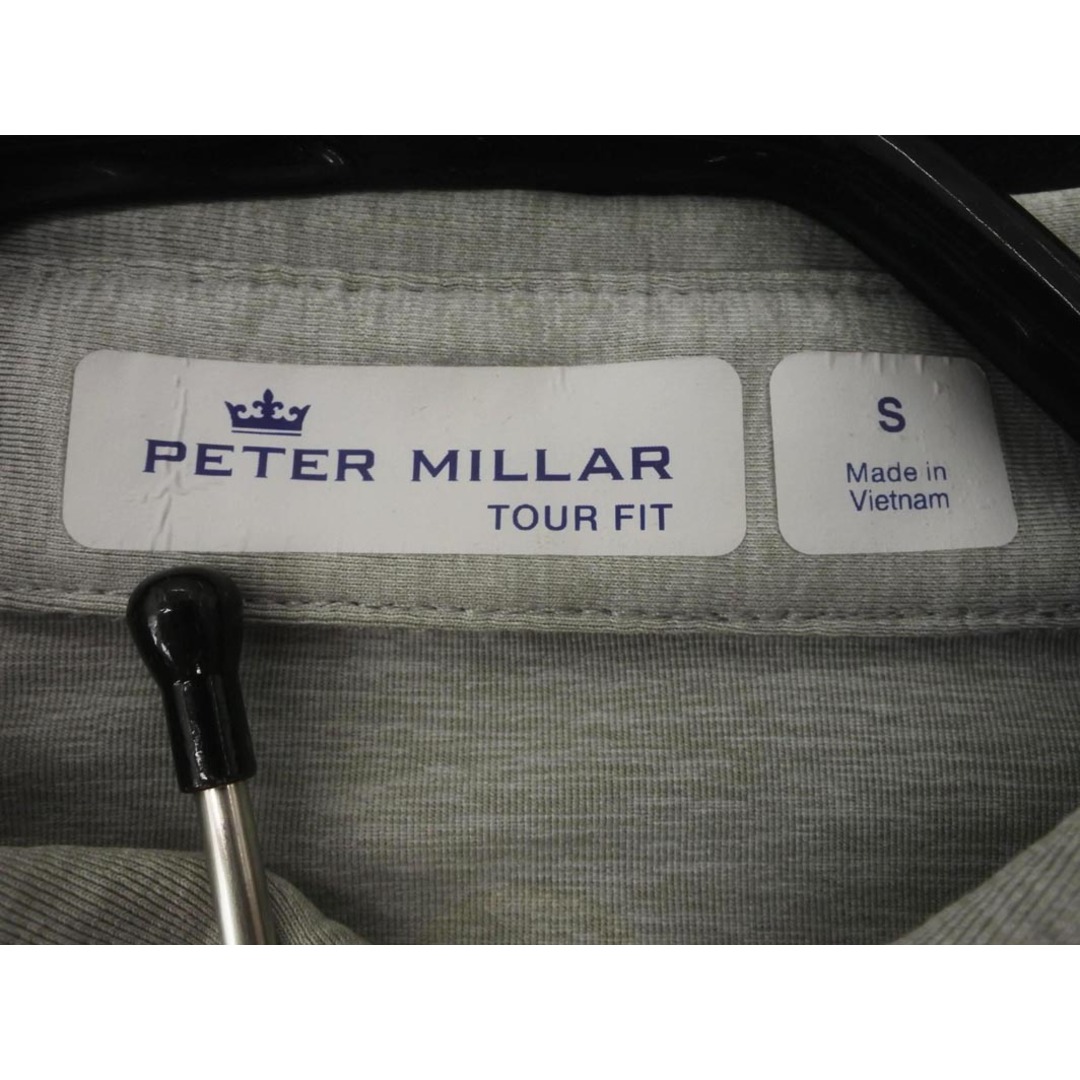 PETER MILLAR
TOUR FIT
S
Made in
Vietnam